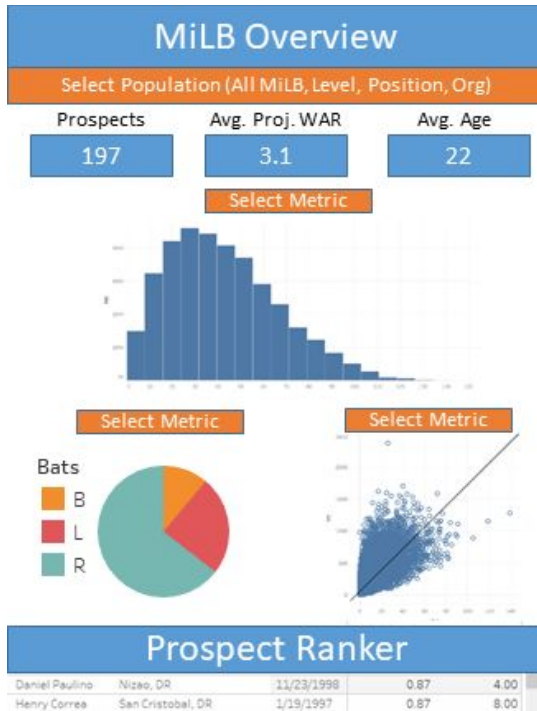 MiLB Overview
Select Population (All MiLB, Level, Position, Org)
Prospects Avg. Proj. WAR Avg. Age
197 3.1 22
Select Metric
Select Metric Select Metric
Bats
B
L
R
Prospect Ranker
Daniel Paulino Nizao, DR 11/23/1998 0.87 4.00
Henry Correa San Cristobal, DR 1/19/1997 0.87 8.00